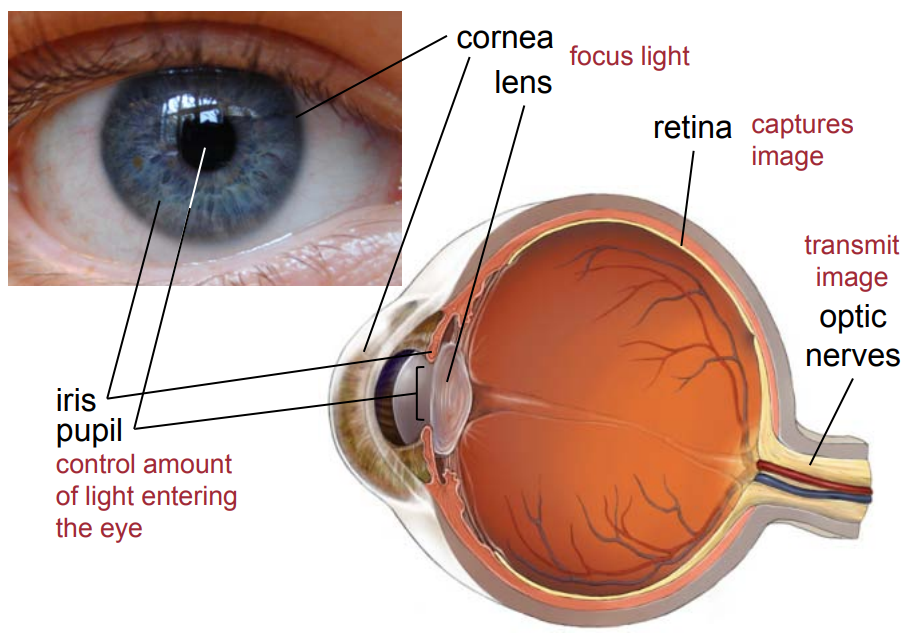 cornea
lens
focus light
retina
captures
image
transmit
image
optic
nerves
iris
pupil
control amount
of light entering
the eye